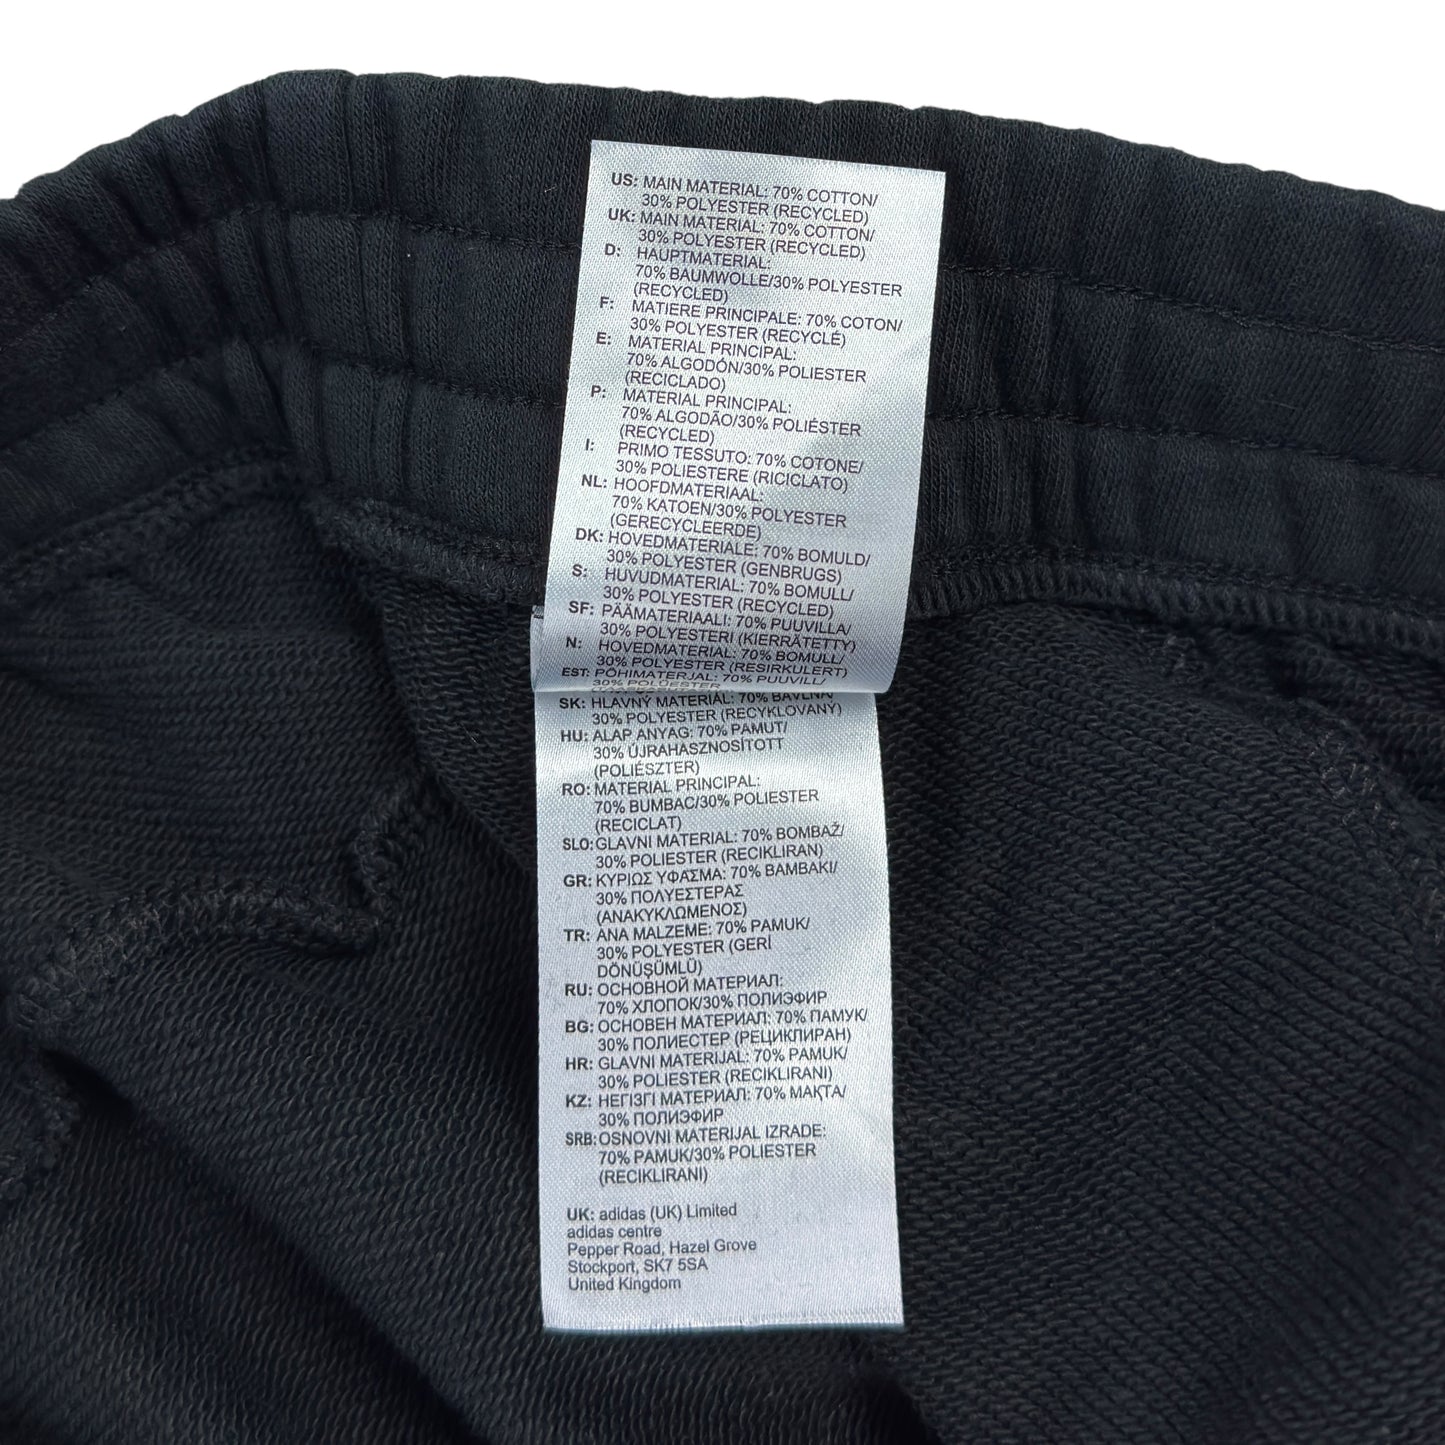 US: MAIN MATERIAL: 70% COTTON/
30% POLYESTER (RECYCLED)
UK: MAIN MATERIAL: 70% COTTON/
30% POLYESTER (RECYCLED)
D: HAUPTMATERIAL:
70% BAUMWOLLE/30% POLYESTER
(RECYCLED)
F: MATIERE PRINCIPALE: 70% COTON/
30% POLYESTER (RECYCLÉ)
E: MATERIAL PRINCIPAL:
70% ALGODÓN/30% POLIESTER
(RECICLADO)
P: MATERIAL PRINCIPAL:
70% ALGODÃO/30% POLIÉSTER
(RECYCLED)
I: PRIMO TESSUTO: 70% COTONE/
30% POLIESTERE (RICICLATO)
NL: HOOFDMATERIAAL:
70% KATOEN/30% POLYESTER
(GERECYCLEERDE)
DK: HOVEDMATERIALE: 70% BOMULD/
30% POLYESTER (GENBRUGS)
S: HUVUDMATERIAL: 70% BOMULL/
30% POLYESTER (RECYCLED)
SF: PÄÄMATERIAALI: 70% PUUVILLA/
30% POLYESTERI (KIERRÄTETTY)
N: HOVEDMATERIAL: 70% BOMULL/
30% POLYESTER (RESIRKULERT)
EST: PÕHIMATERJAL: 70% PUUVILL/
30% POLÜESTER
SK: HLAVNÝ MATERIÁL: 70% BAVLNA/
30% POLYESTER (RECYKLOVANÝ)
HU: ALAP ANYAG: 70% PAMUT/
30% ÚJRAHASZNOSÍTOTT
(POLIÉSZTER)
RO: MATERIAL PRINCIPAL:
70% BUMBAC/30% POLIESTER
(RECICLAT)
SLO: GLAVNI MATERIAL: 70% BOMBAŽ/
30% POLIESTER (RECIKLIRAN)
GR: ΚΥΡΙΩΣ ΥΦΑΣΜΑ: 70% ΒΑΜΒΑΚΙ/
30% ΠΟΛΥΕΣΤΕΡΑΣ
(ΑΝΑΚΥΚΛΩΜΕΝΟΣ)
TR: ANA MALZEME: 70% PAMUK/
30% POLYESTER (GERİ
DÖNÜŞÜMLÜ)
RU: ОСНОВНОЙ МАТЕРИАЛ:
70% ХЛОПОК/30% ПОЛИЭФИР
BG: ОСНОВЕН МАТЕРИАЛ: 70% ПАМУК/
30% ПОЛИЕСТЕР (РЕЦИКЛИРАН)
HR: GLAVNI MATERIJAL: 70% PAMUK/
30% POLIESTER (RECIKLIRANI)
KZ: НЕГІЗГІ МАТЕРИАЛ: 70% МАҚТА/
30% ПОЛИЭФИР
SRB: OSNOVNI MATERIJAL IZRADE:
70% PAMUK/30% POLIESTER
(RECIKLIRANI)
UK: adidas (UK) Limited
adidas centre
Pepper Road, Hazel Grove
Stockport, SK7 5SA
United Kingdom